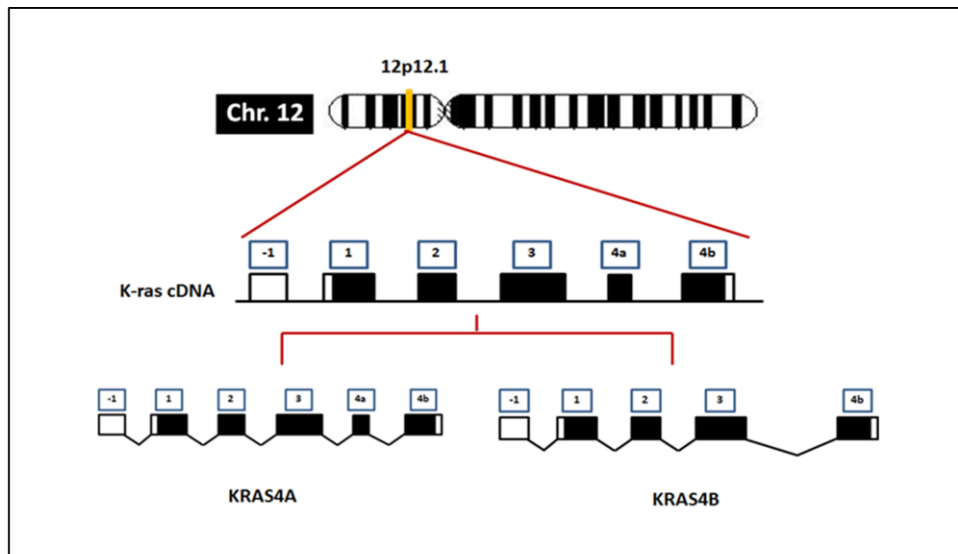 12p12.1
Chr. 12
-1 1 2 3 4a 4b
K-ras cDNA
-1 1 2 3 4a 4b
-1 1 2 3 4b
KRAS4A
KRAS4B